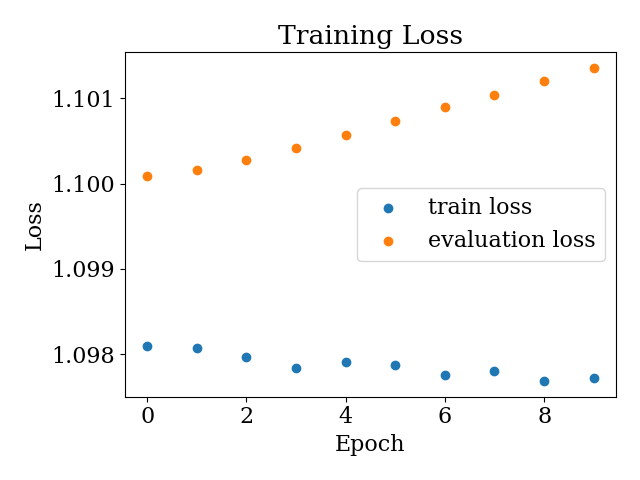 Training Loss
1.101
1.100
1.099
1.098
Loss
train loss
evaluation loss
0 2 4 6 8
Epoch